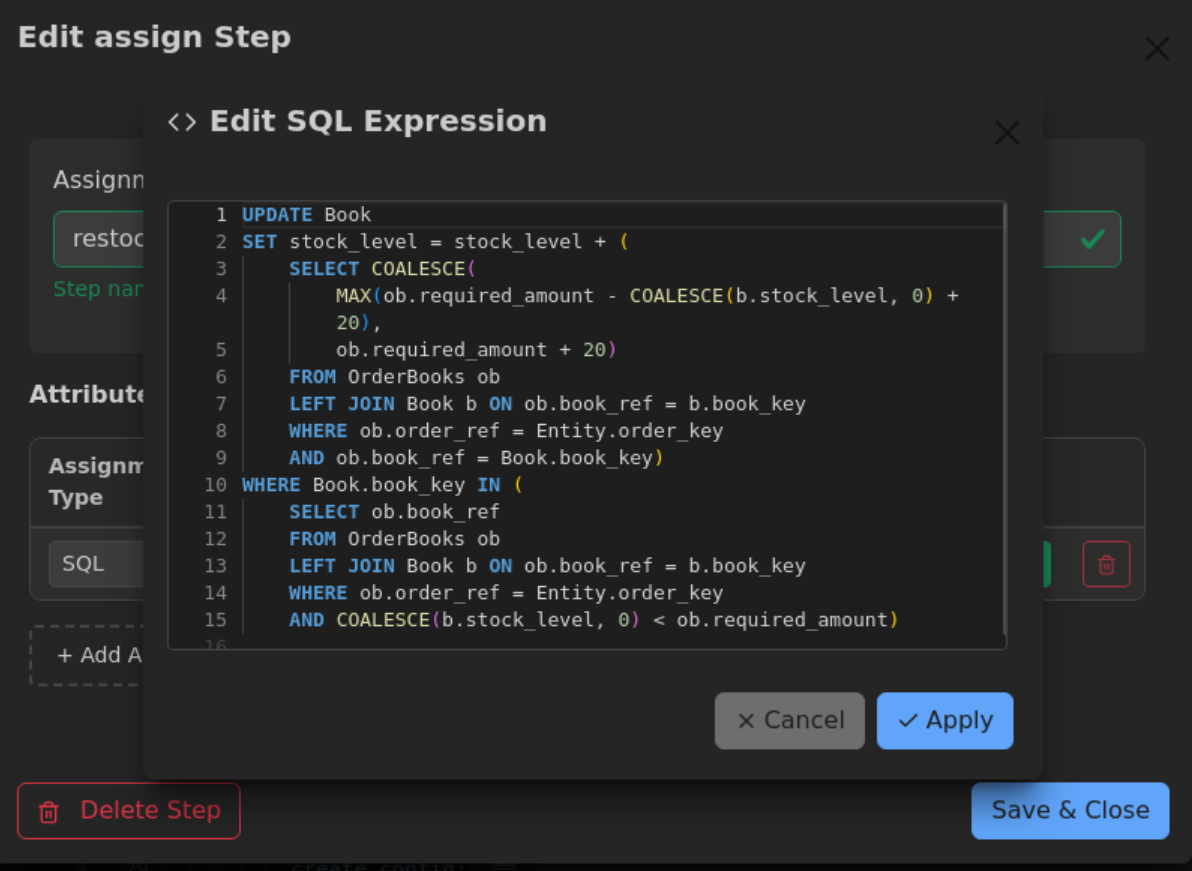 Edit assign Step
<> Edit SQL Expression
Assignn
restoc
Step nar
1 UPDATE Book
2 SET stock_level = stock_level + (
3 SELECT COALESCE(
4 MAX(ob.required_amount - COALESCE(b.stock_level, 0) +
20),
5 ob.required_amount + 20)
6 FROM OrderBooks ob
7 LEFT JOIN Book b ON ob.book_ref = b.book_key
8 WHERE ob.order_ref = Entity.order_key
9 AND ob.book_ref = Book.book_key)
10 WHERE Book.book_key IN (
11 SELECT ob.book_ref
12 FROM OrderBooks ob
13 LEFT JOIN Book b ON ob.book_ref = b.book_key
14 WHERE ob.order_ref = Entity.order_key
15 AND COALESCE(b.stock_level, 0) < ob.required_amount)
16
Attribute
Assignm
Type
SQL
+ Add A
Cancel
Apply
Delete Step
Save & Close